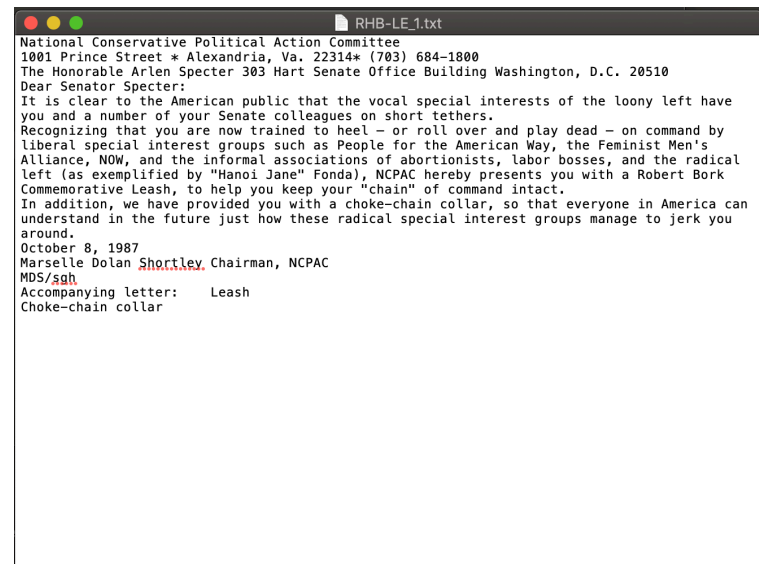 RHB-LE_1.txt
National Conservative Political Action Committee
1001 Prince Street * Alexandria, Va. 22314* (703) 684-1800
The Honorable Arlen Specter 303 Hart Senate Office Building Washington, D.C. 20510
Dear Senator Specter:
It is clear to the American public that the vocal special interests of the loony left have
you and a number of your Senate colleagues on short tethers.
Recognizing that you are now trained to heel – or roll over and play dead – on command by
liberal special interest groups such as People for the American Way, the Feminist Men's
Alliance, NOW, and the informal associations of abortionists, labor bosses, and the radical
left (as exemplified by "Hanoi Jane" Fonda), NCPAC hereby presents you with a Robert Bork
Commemorative Leash, to help you keep your "chain" of command intact.
In addition, we have provided you with a choke-chain collar, so that everyone in America can
understand in the future just how these radical special interest groups manage to jerk you
around.
October 8, 1987
Marselle Dolan Shortley Chairman, NCPAC
MDS/sgh
Accompanying letter: Leash
Choke-chain collar